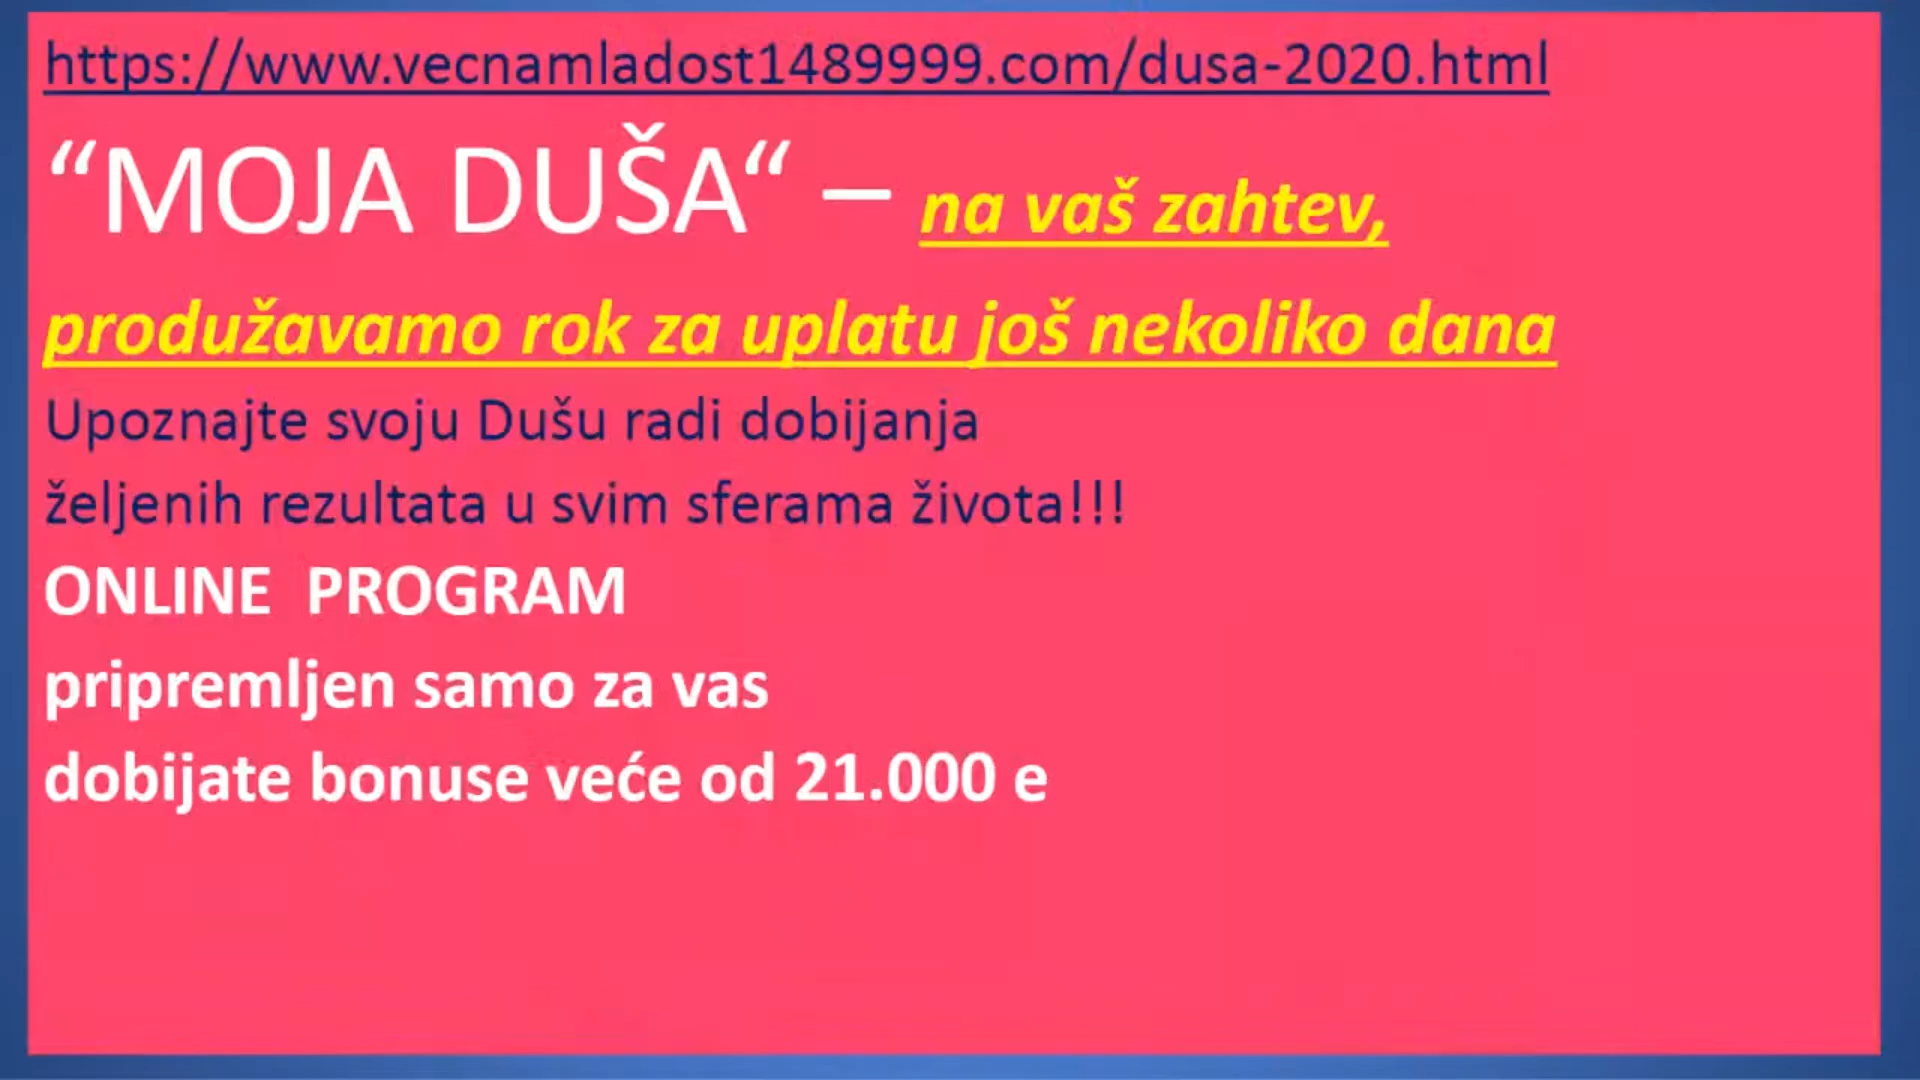 https://www.vecnamladost1489999.com/dusa-2020.html
“MOJA DUŠA“ – na vaš zahtev,
produžavamo rok za uplatu još nekoliko dana
Upoznajte svoju Dušu radi dobijanja
željenih rezultata u svim sferama života!!!
ONLINE  PROGRAM
pripremljen samo za vas
dobijate bonuse veće od 21.000 e